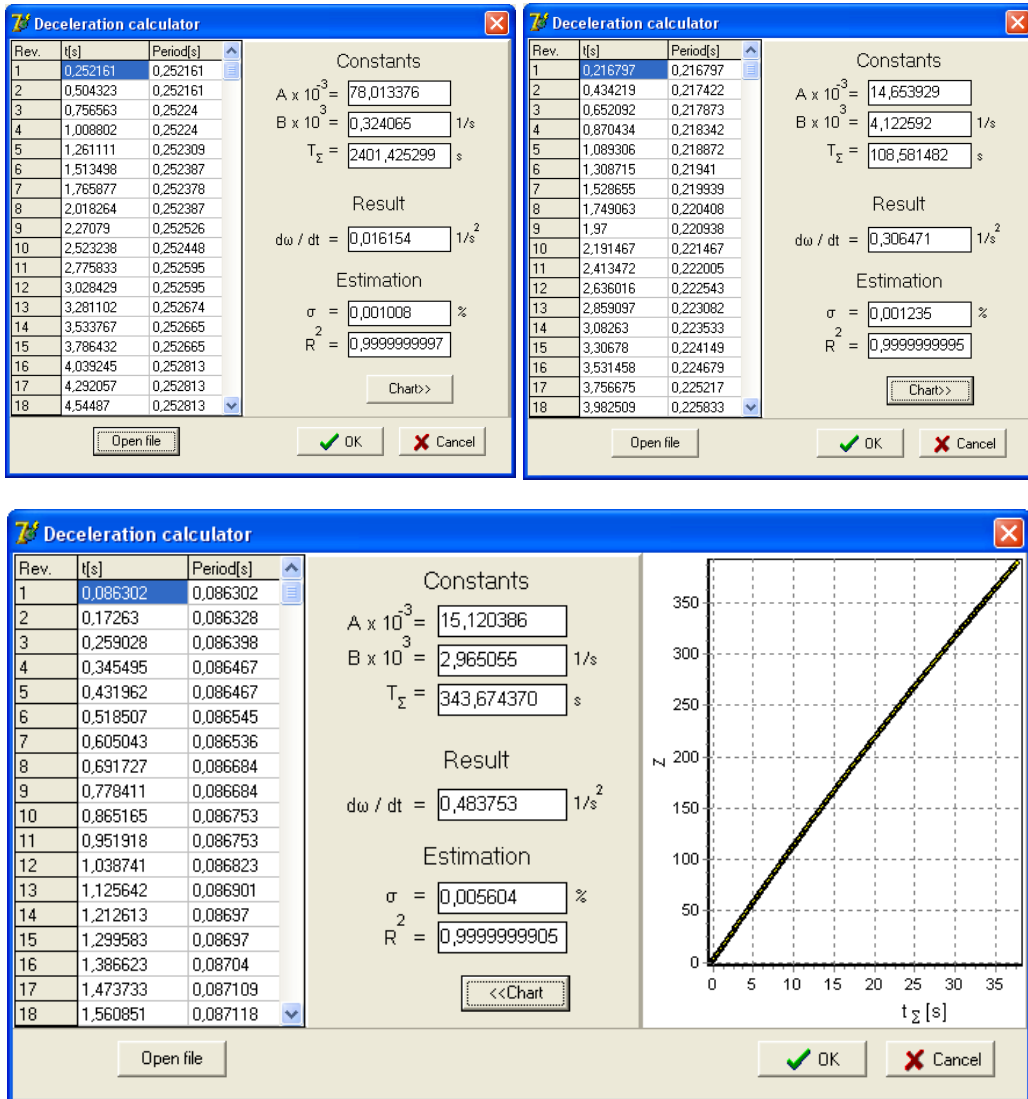 Deceleration calculator
Rev. t[s] Period[s]
1 0,252161 0,252161
2 0,504323 0,252161
3 0,756563 0,25224
4 1,008802 0,25224
5 1,261111 0,252309
6 1,513498 0,252387
7 1,765877 0,252378
8 2,018264 0,252387
9 2,27079 0,252526
10 2,523238 0,252448
11 2,775833 0,252595
12 3,028429 0,252595
13 3,281102 0,252674
14 3,533767 0,252665
15 3,786432 0,252665
16 4,039245 0,252813
17 4,292057 0,252813
18 4,54487 0,252813
Constants
A x 10⁻³= 78,013376
B x 10³ = 0,324065 1/s
T_Σ = 2401,425299 s
Result
dω / dt = 0,016154 1/s²
Estimation
σ = 0,001008 %
R² = 0,9999999997
Chart>>
Open file
OK
Cancel
Deceleration calculator
Rev. t[s] Period[s]
1 0,216797 0,216797
2 0,434219 0,217422
3 0,652092 0,217873
4 0,870434 0,218342
5 1,089306 0,218872
6 1,308715 0,21941
7 1,528655 0,219939
8 1,749063 0,220408
9 1,97 0,220938
10 2,191467 0,221467
11 2,413472 0,222005
12 2,636016 0,222543
13 2,859097 0,223082
14 3,08263 0,223533
15 3,30678 0,224149
16 3,531458 0,224679
17 3,756675 0,225217
18 3,982509 0,225833
Constants
A x 10⁻³= 14,653929
B x 10³ = 4,122592 1/s
T_Σ = 108,581482 s
Result
dω / dt = 0,306471 1/s²
Estimation
σ = 0,001235 %
R² = 0,9999999995
Chart>>
Open file
OK
Cancel
Deceleration calculator
Rev. t[s] Period[s]
1 0,086302 0,086302
2 0,17263 0,086328
3 0,259028 0,086398
4 0,345495 0,086467
5 0,431962 0,086467
6 0,518507 0,086545
7 0,605043 0,086536
8 0,691727 0,086684
9 0,778411 0,086684
10 0,865165 0,086753
11 0,951918 0,086753
12 1,038741 0,086823
13 1,125642 0,086901
14 1,212613 0,08697
15 1,299583 0,08697
16 1,386623 0,08704
17 1,473733 0,087109
18 1,560851 0,087118
Constants
A x 10⁻³= 15,120386
B x 10³ = 2,965055 1/s
T_Σ = 343,674370 s
Result
dω / dt = 0,483753 1/s²
Estimation
σ = 0,005604 %
R² = 0,9999999905
<<Chart
350
300
250
200
150
100
50
0
Z
0 5 10 15 20 25 30 35
t_Σ [s]
Open file
OK
Cancel